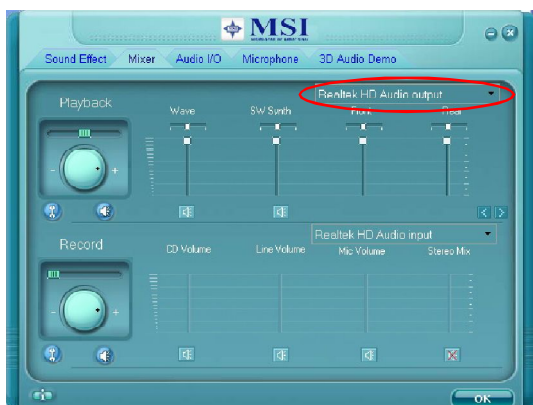 MSI
Sound Effect Mixer Audio I/O Microphone 3D Audio Demo
Realtek HD Audio output
Playback
Wave SW Synth Front Rear
- +
Realtek HD Audio input
Record
CD Volume Line Volume Mic Volume Stereo Mix
- +
OK